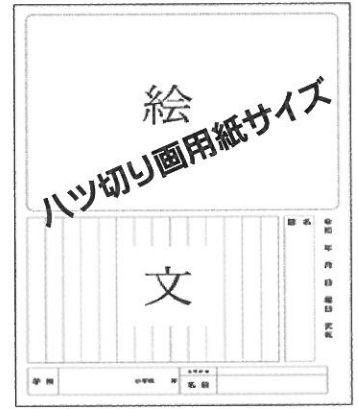 絵
ハツ切り画用紙サイズ
令和 年 月 日 曜日 天気
題名
文
学校 小学校 年
名前